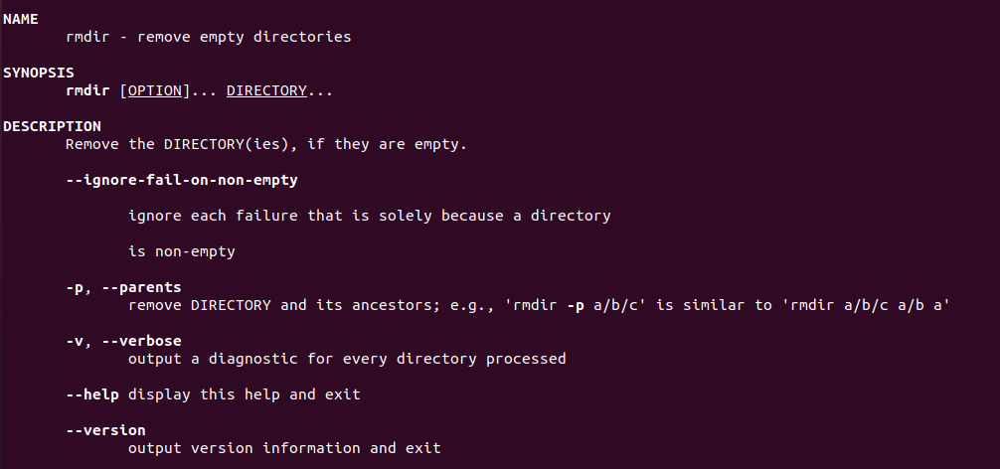 NAME
rmdir - remove empty directories
SYNOPSIS
rmdir [OPTION]... DIRECTORY...
DESCRIPTION
Remove the DIRECTORY(ies), if they are empty.
--ignore-fail-on-non-empty
ignore each failure that is solely because a directory
is non-empty
-p, --parents
remove DIRECTORY and its ancestors; e.g., 'rmdir -p a/b/c' is similar to 'rmdir a/b/c a/b a'
-v, --verbose
output a diagnostic for every directory processed
--help display this help and exit
--version
output version information and exit